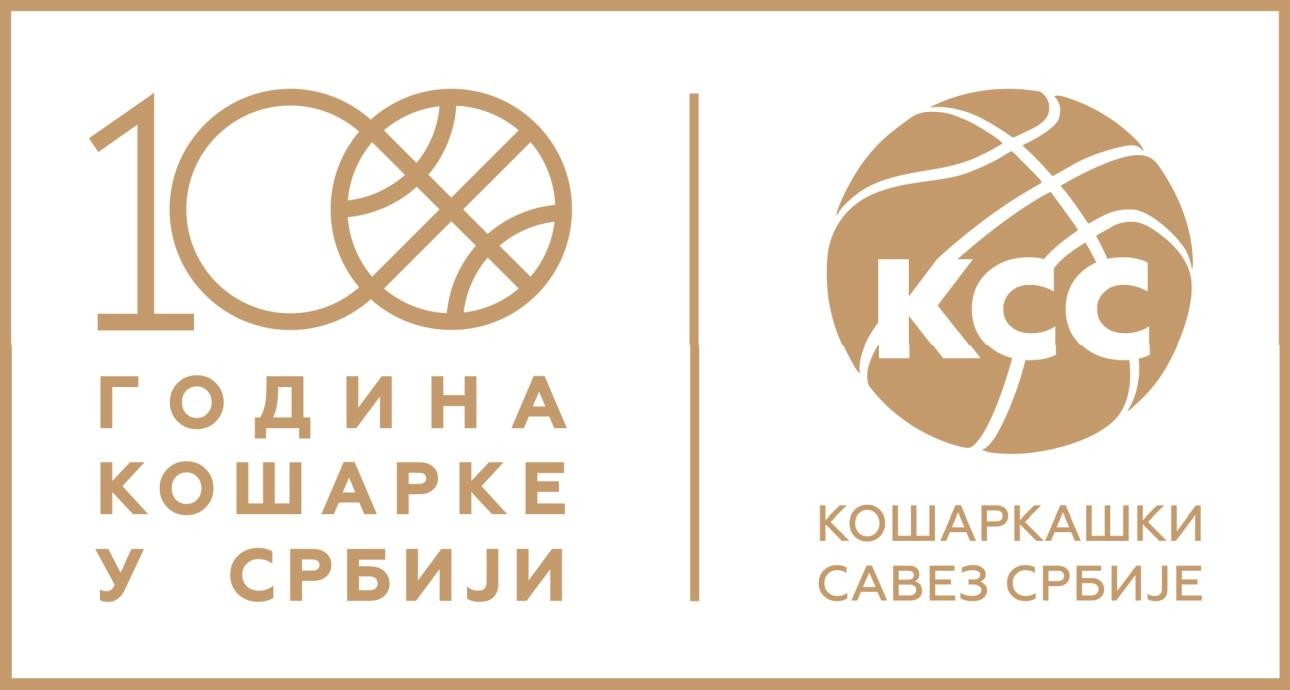 100
ГОДИНА
КОШАРКЕ
У СРБИЈИ
КСС
КОШАРКАШКИ
САВЕЗ СРБИЈЕ